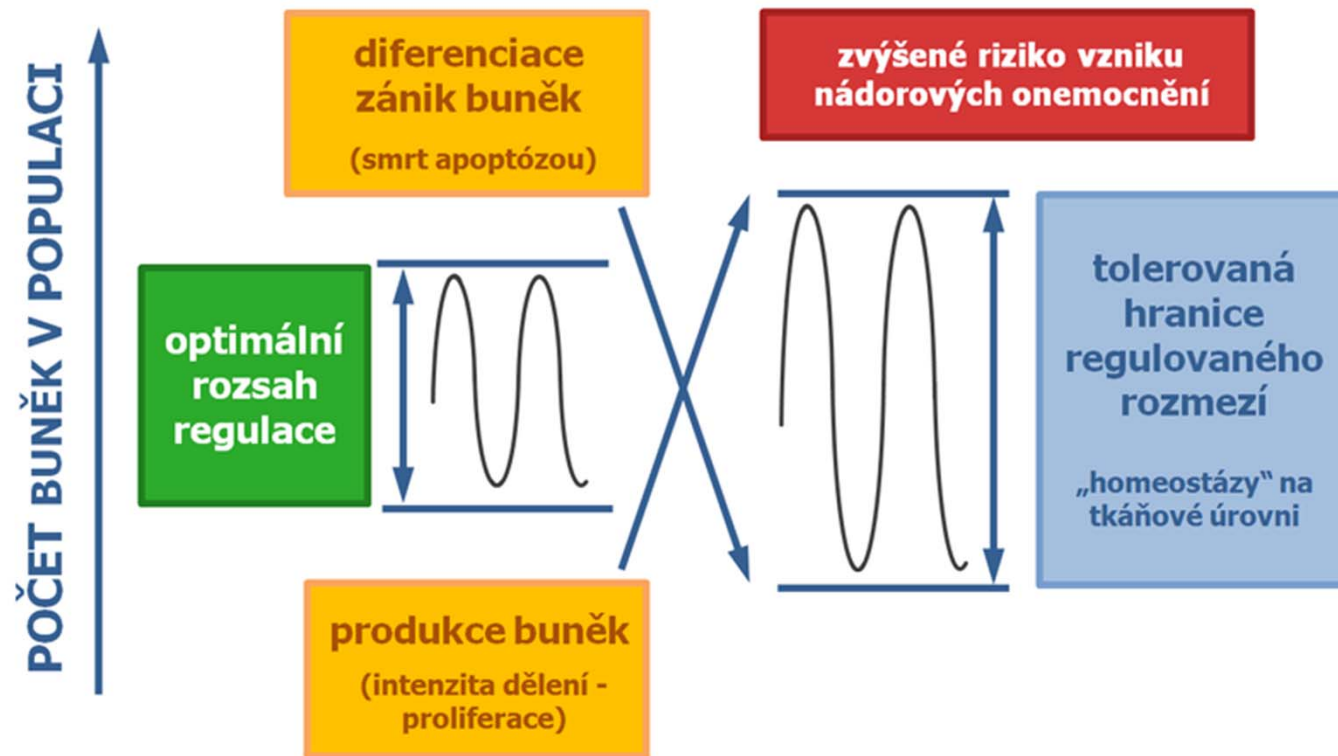 POČET BUNĚK V POPULACI
diferenciace
zánik buněk
(smrt apoptózou)
zvýšené riziko vzniku
nádorových onemocnění
optimální
rozsah
regulace
tolerovaná
hranice
regulovaného
rozmezí
„homeostázy“ na
tkáňové úrovni
produkce buněk
(intenzita dělení -
proliferace)